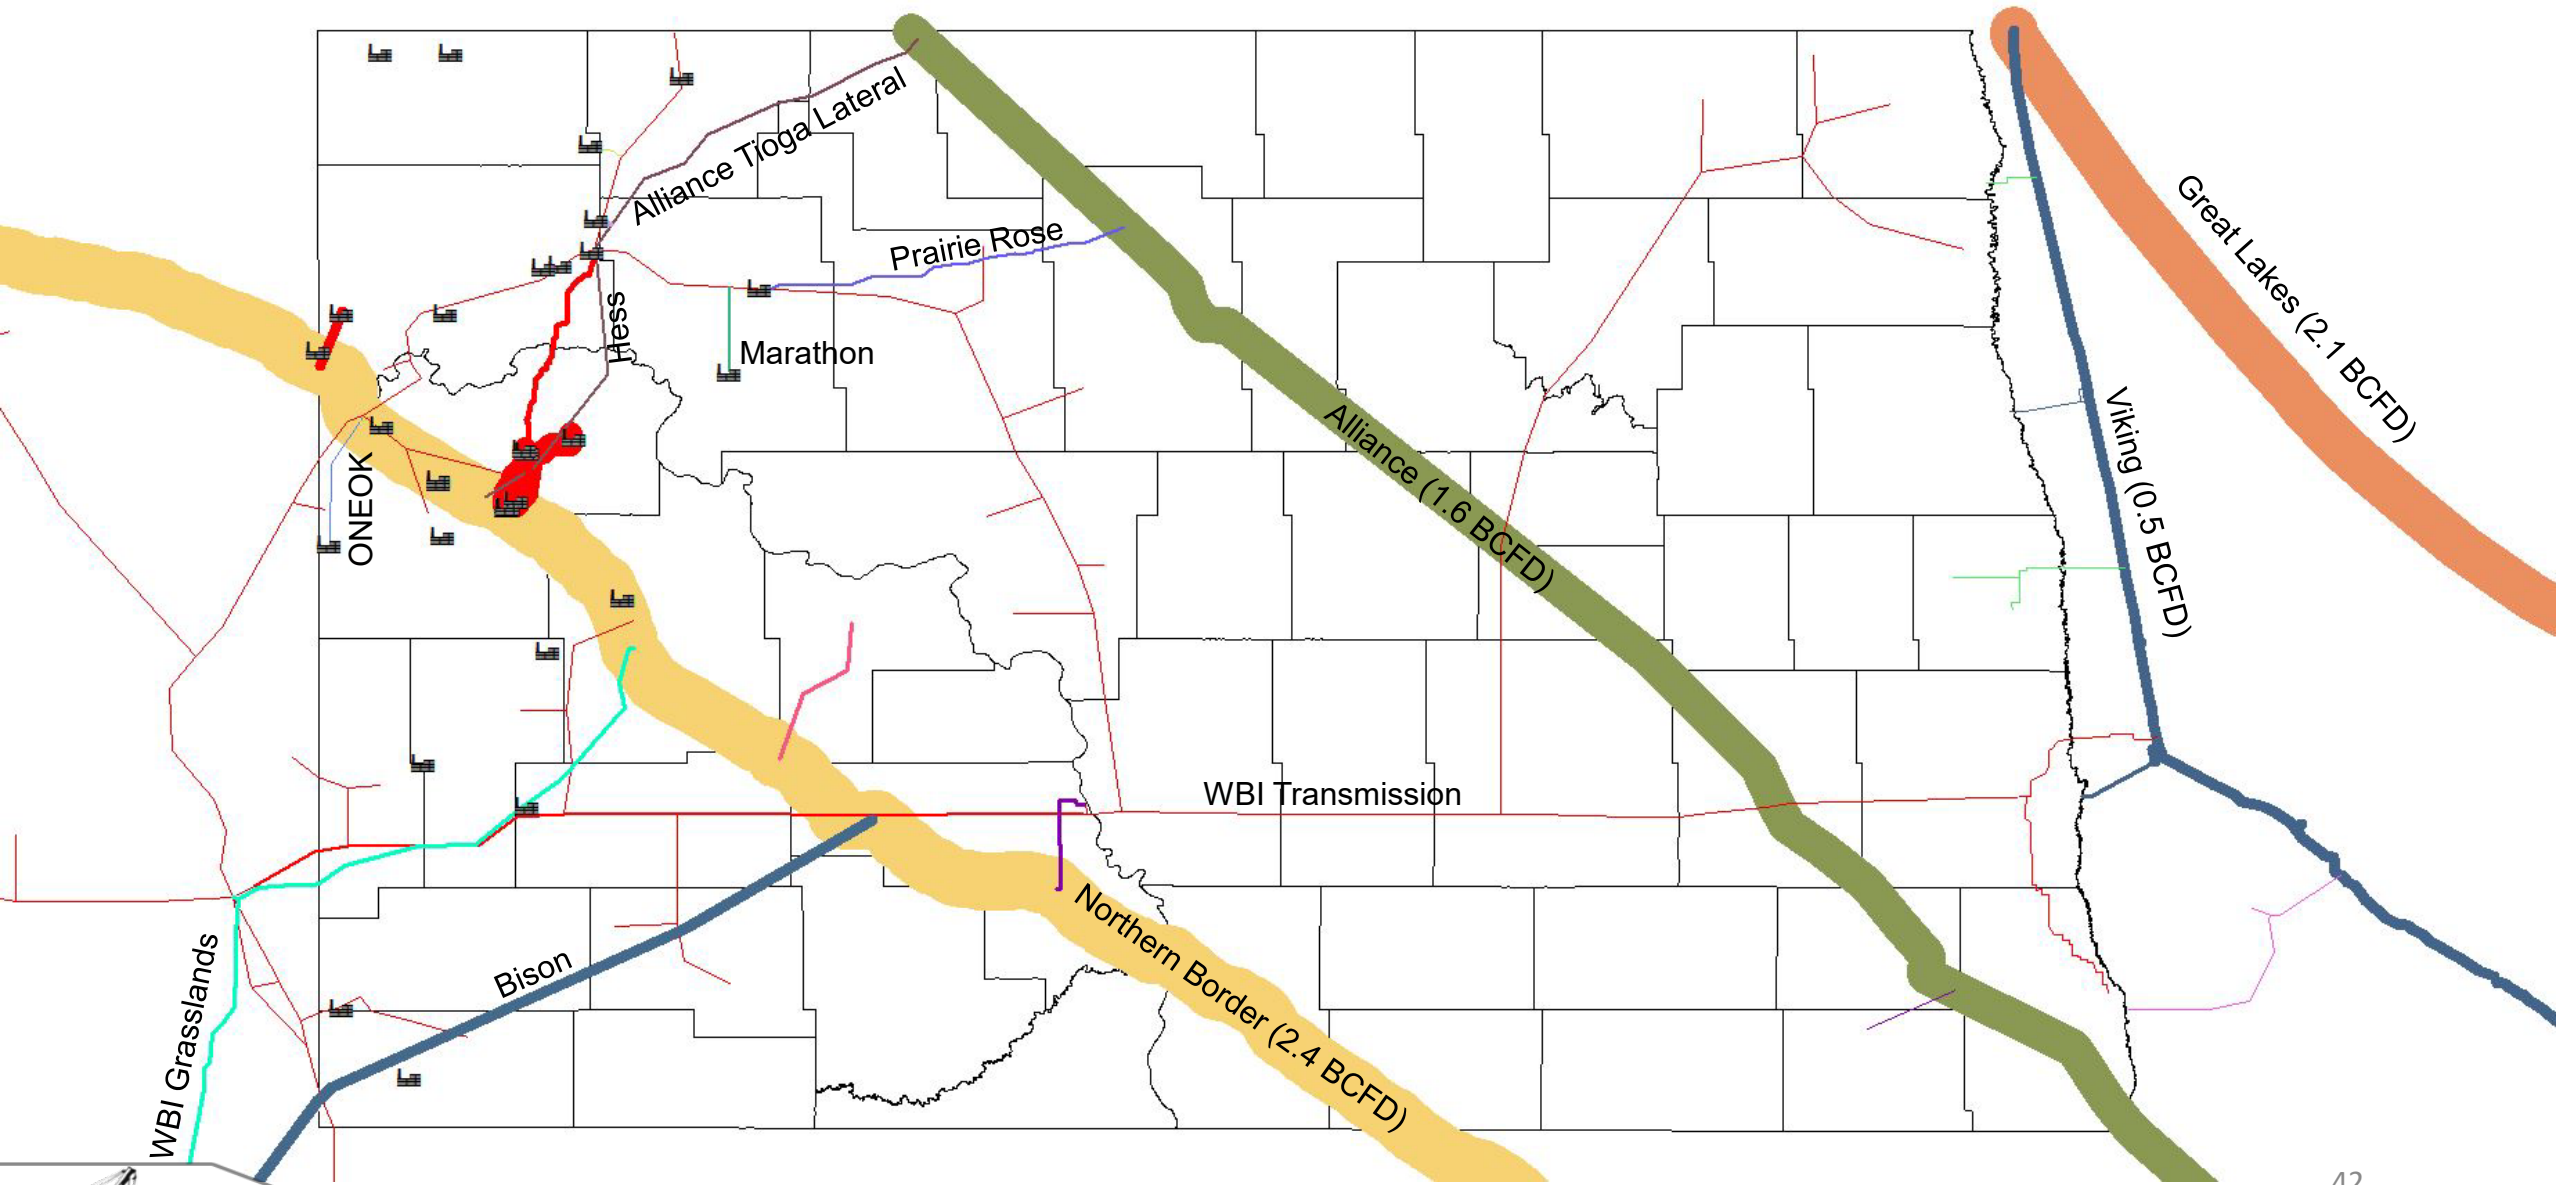 Alliance Tioga Lateral
Great Lakes (2.1 BCFD)
Prairie Rose
Hess
Marathon
Viking (0.5 BCFD)
Alliance (1.6 BCFD)
ONEOK
WBI Transmission
Northern Border (2.4 BCFD)
Bison
WBI Grasslands
42